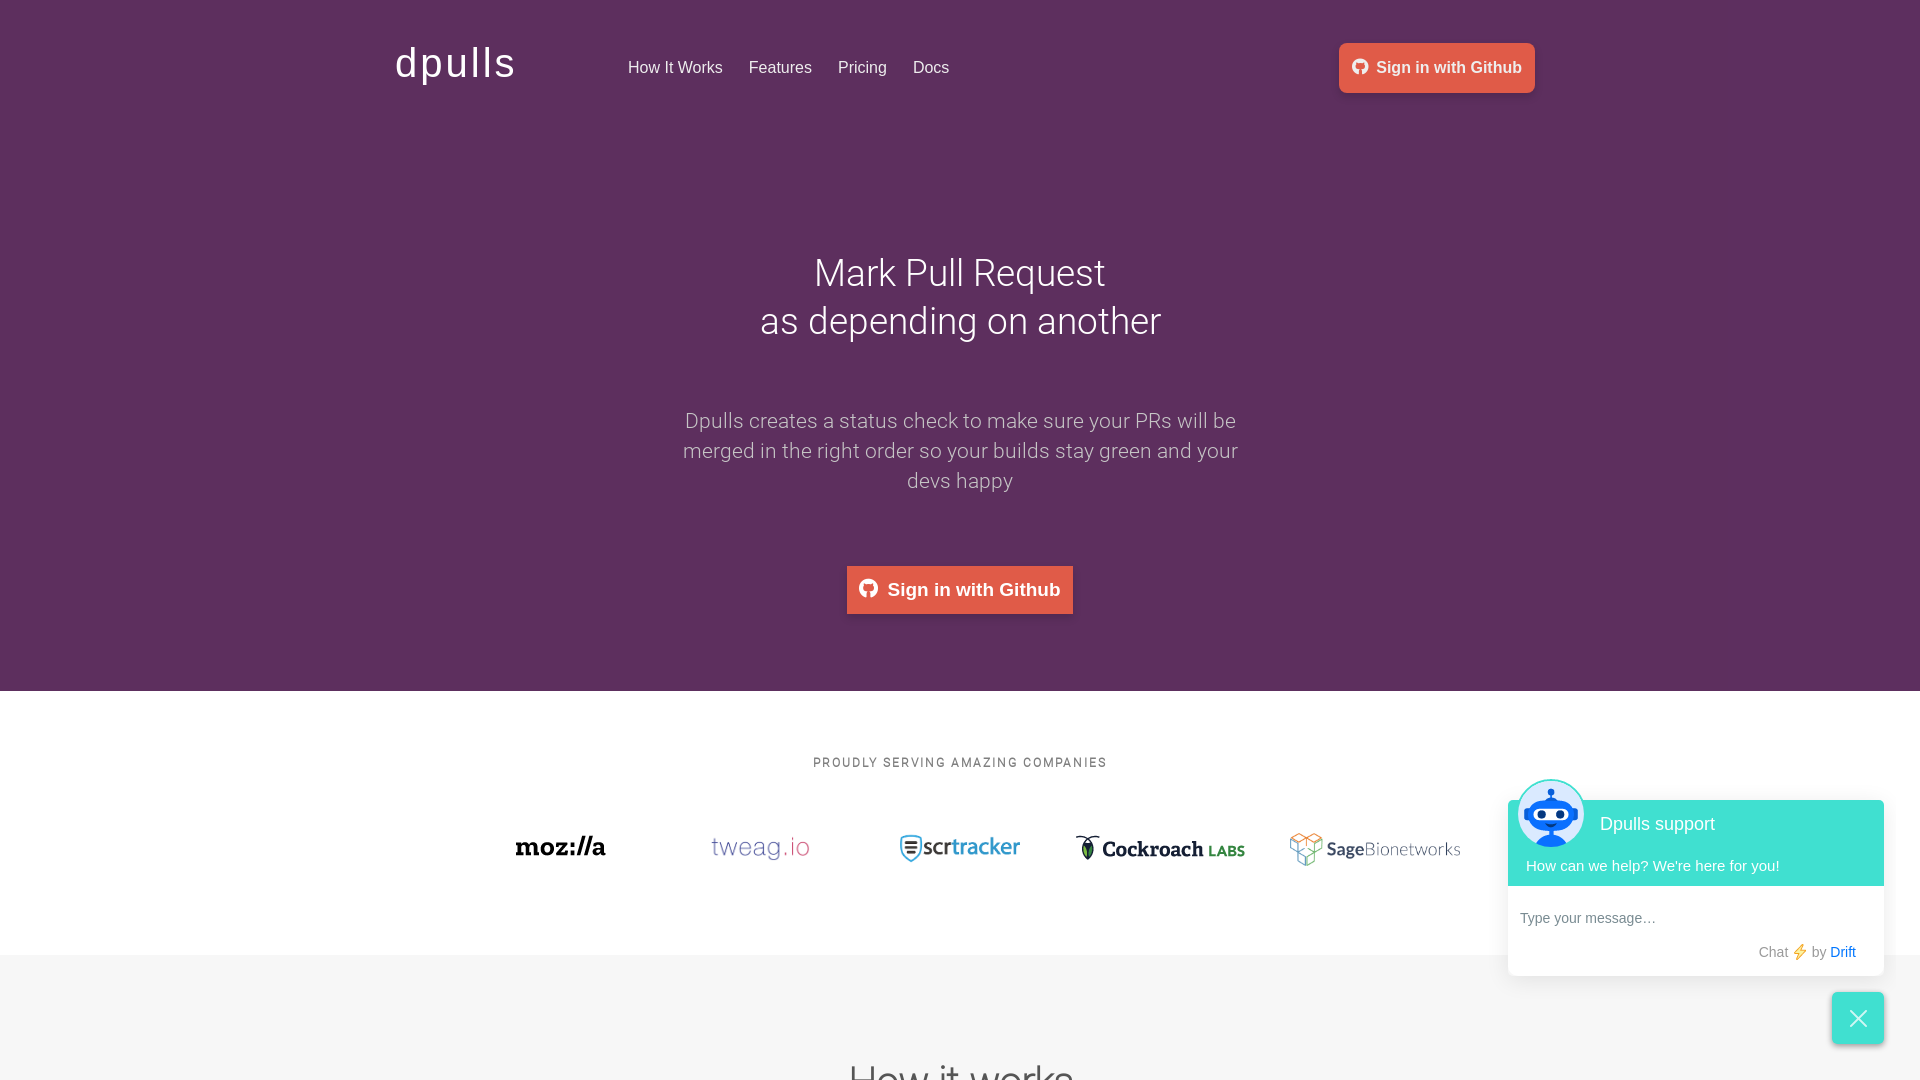 dpulls
How It Works
Features
Pricing
Docs
Sign in with Github
Mark Pull Request
as depending on another
Dpulls creates a status check to make sure your PRs will be
merged in the right order so your builds stay green and your
devs happy
Sign in with Github
PROUDLY SERVING AMAZING COMPANIES
moz://a
tweag.io
scrtracker
Cockroach LABS
SageBionetworks
Dpulls support
How can we help? We're here for you!
Type your message…
Chat by Drift
How it works